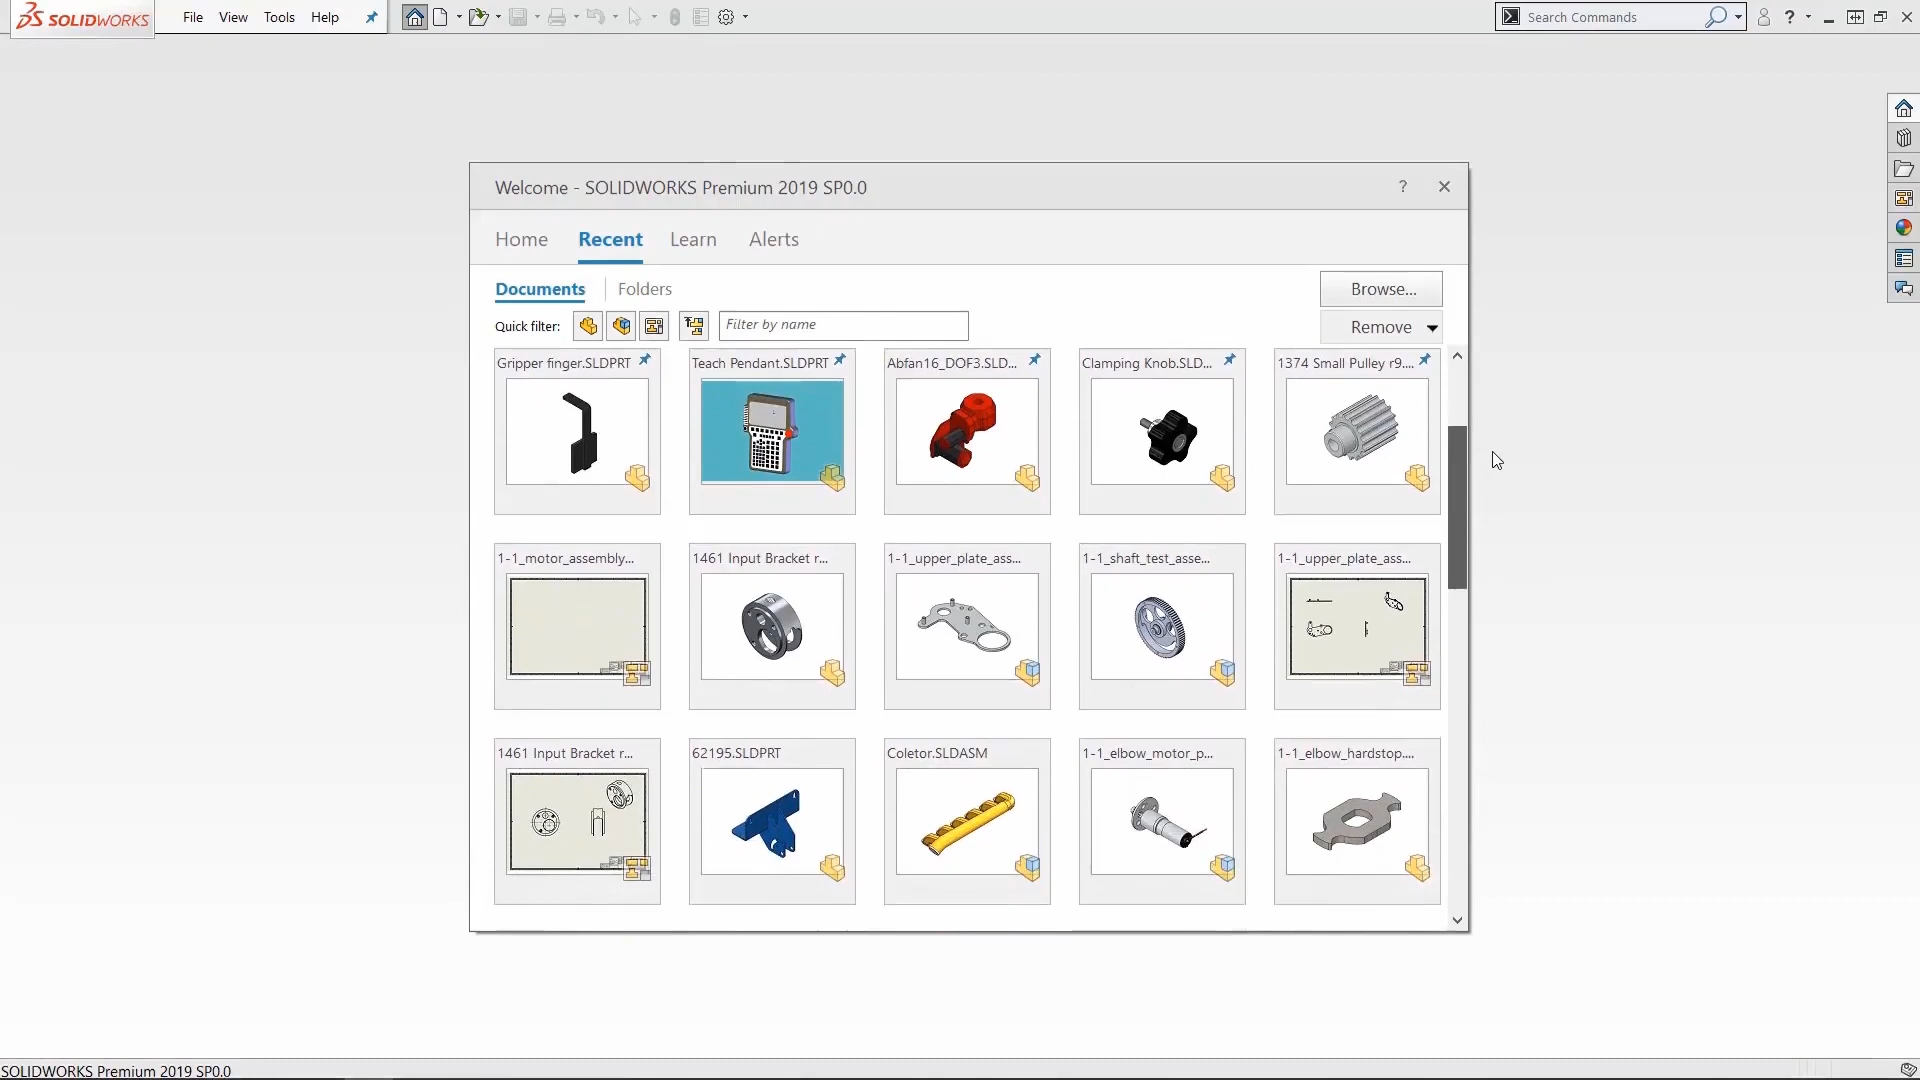 SOLIDWORKS File View Tools Help Search Commands ?
Welcome - SOLIDWORKS Premium 2019 SP0.0 ?
Home Recent Learn Alerts
Documents Folders Browse...
Quick filter: Filter by name Remove
Gripper finger.SLDPRT Teach Pendant.SLDPRT Abfan16_DOF3.SLD... Clamping Knob.SLD... 1374 Small Pulley r9....
1-1_motor_assembly... 1461 Input Bracket r... 1-1_upper_plate_ass... 1-1_shaft_test_asse... 1-1_upper_plate_ass...
1461 Input Bracket r... 62195.SLDPRT Coletor.SLDASM 1-1_elbow_motor_p... 1-1_elbow_hardstop....
SOLIDWORKS Premium 2019 SP0.0